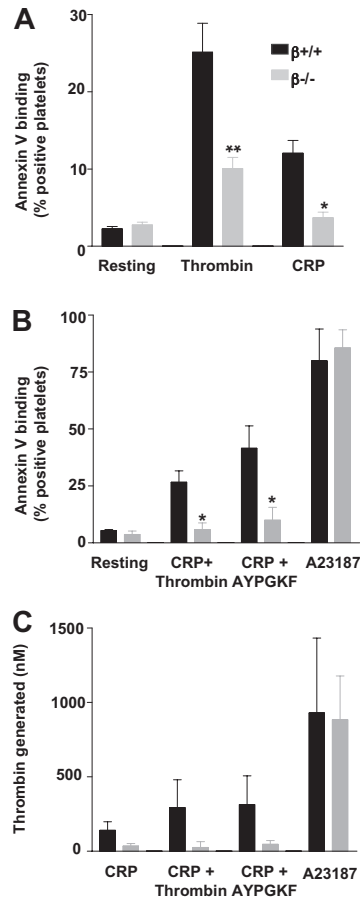 A
Annexin V binding
(% positive platelets)
30
20
10
0
β+/+
β-/-
**
*
Resting Thrombin CRP
B
Annexin V binding
(% positive platelets)
100
75
50
25
0
*
*
Resting CRP+ CRP + A23187
Thrombin AYPGKF
C
Thrombin generated (nM)
1500
1000
500
0
CRP CRP + CRP + A23187
Thrombin AYPGKF